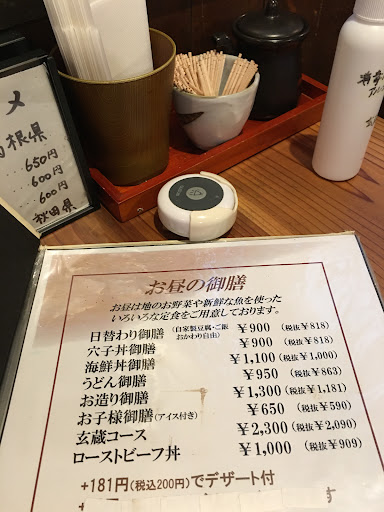 メ
根県
650円
600円
600円
秋田県
お昼の御膳
お昼は地のお野菜や新鮮な魚を使った
いろいろな定食をご用意しております。
日替わり御膳 (自家製豆腐・ご飯おかわり自由) ¥900 (税抜¥818)
穴子丼御膳 ¥900 (税抜¥818)
海鮮丼御膳 ¥1,100 (税抜¥1,000)
うどん御膳 ¥950 (税抜¥863)
お造り御膳 ¥1,300 (税抜¥1,181)
お子様御膳 (アイス付き) ¥650 (税抜¥590)
玄蔵コース ¥2,300 (税抜¥2,090)
ローストビーフ丼 ¥1,000 (税抜¥909)
+181円(税込200円)でデザート付